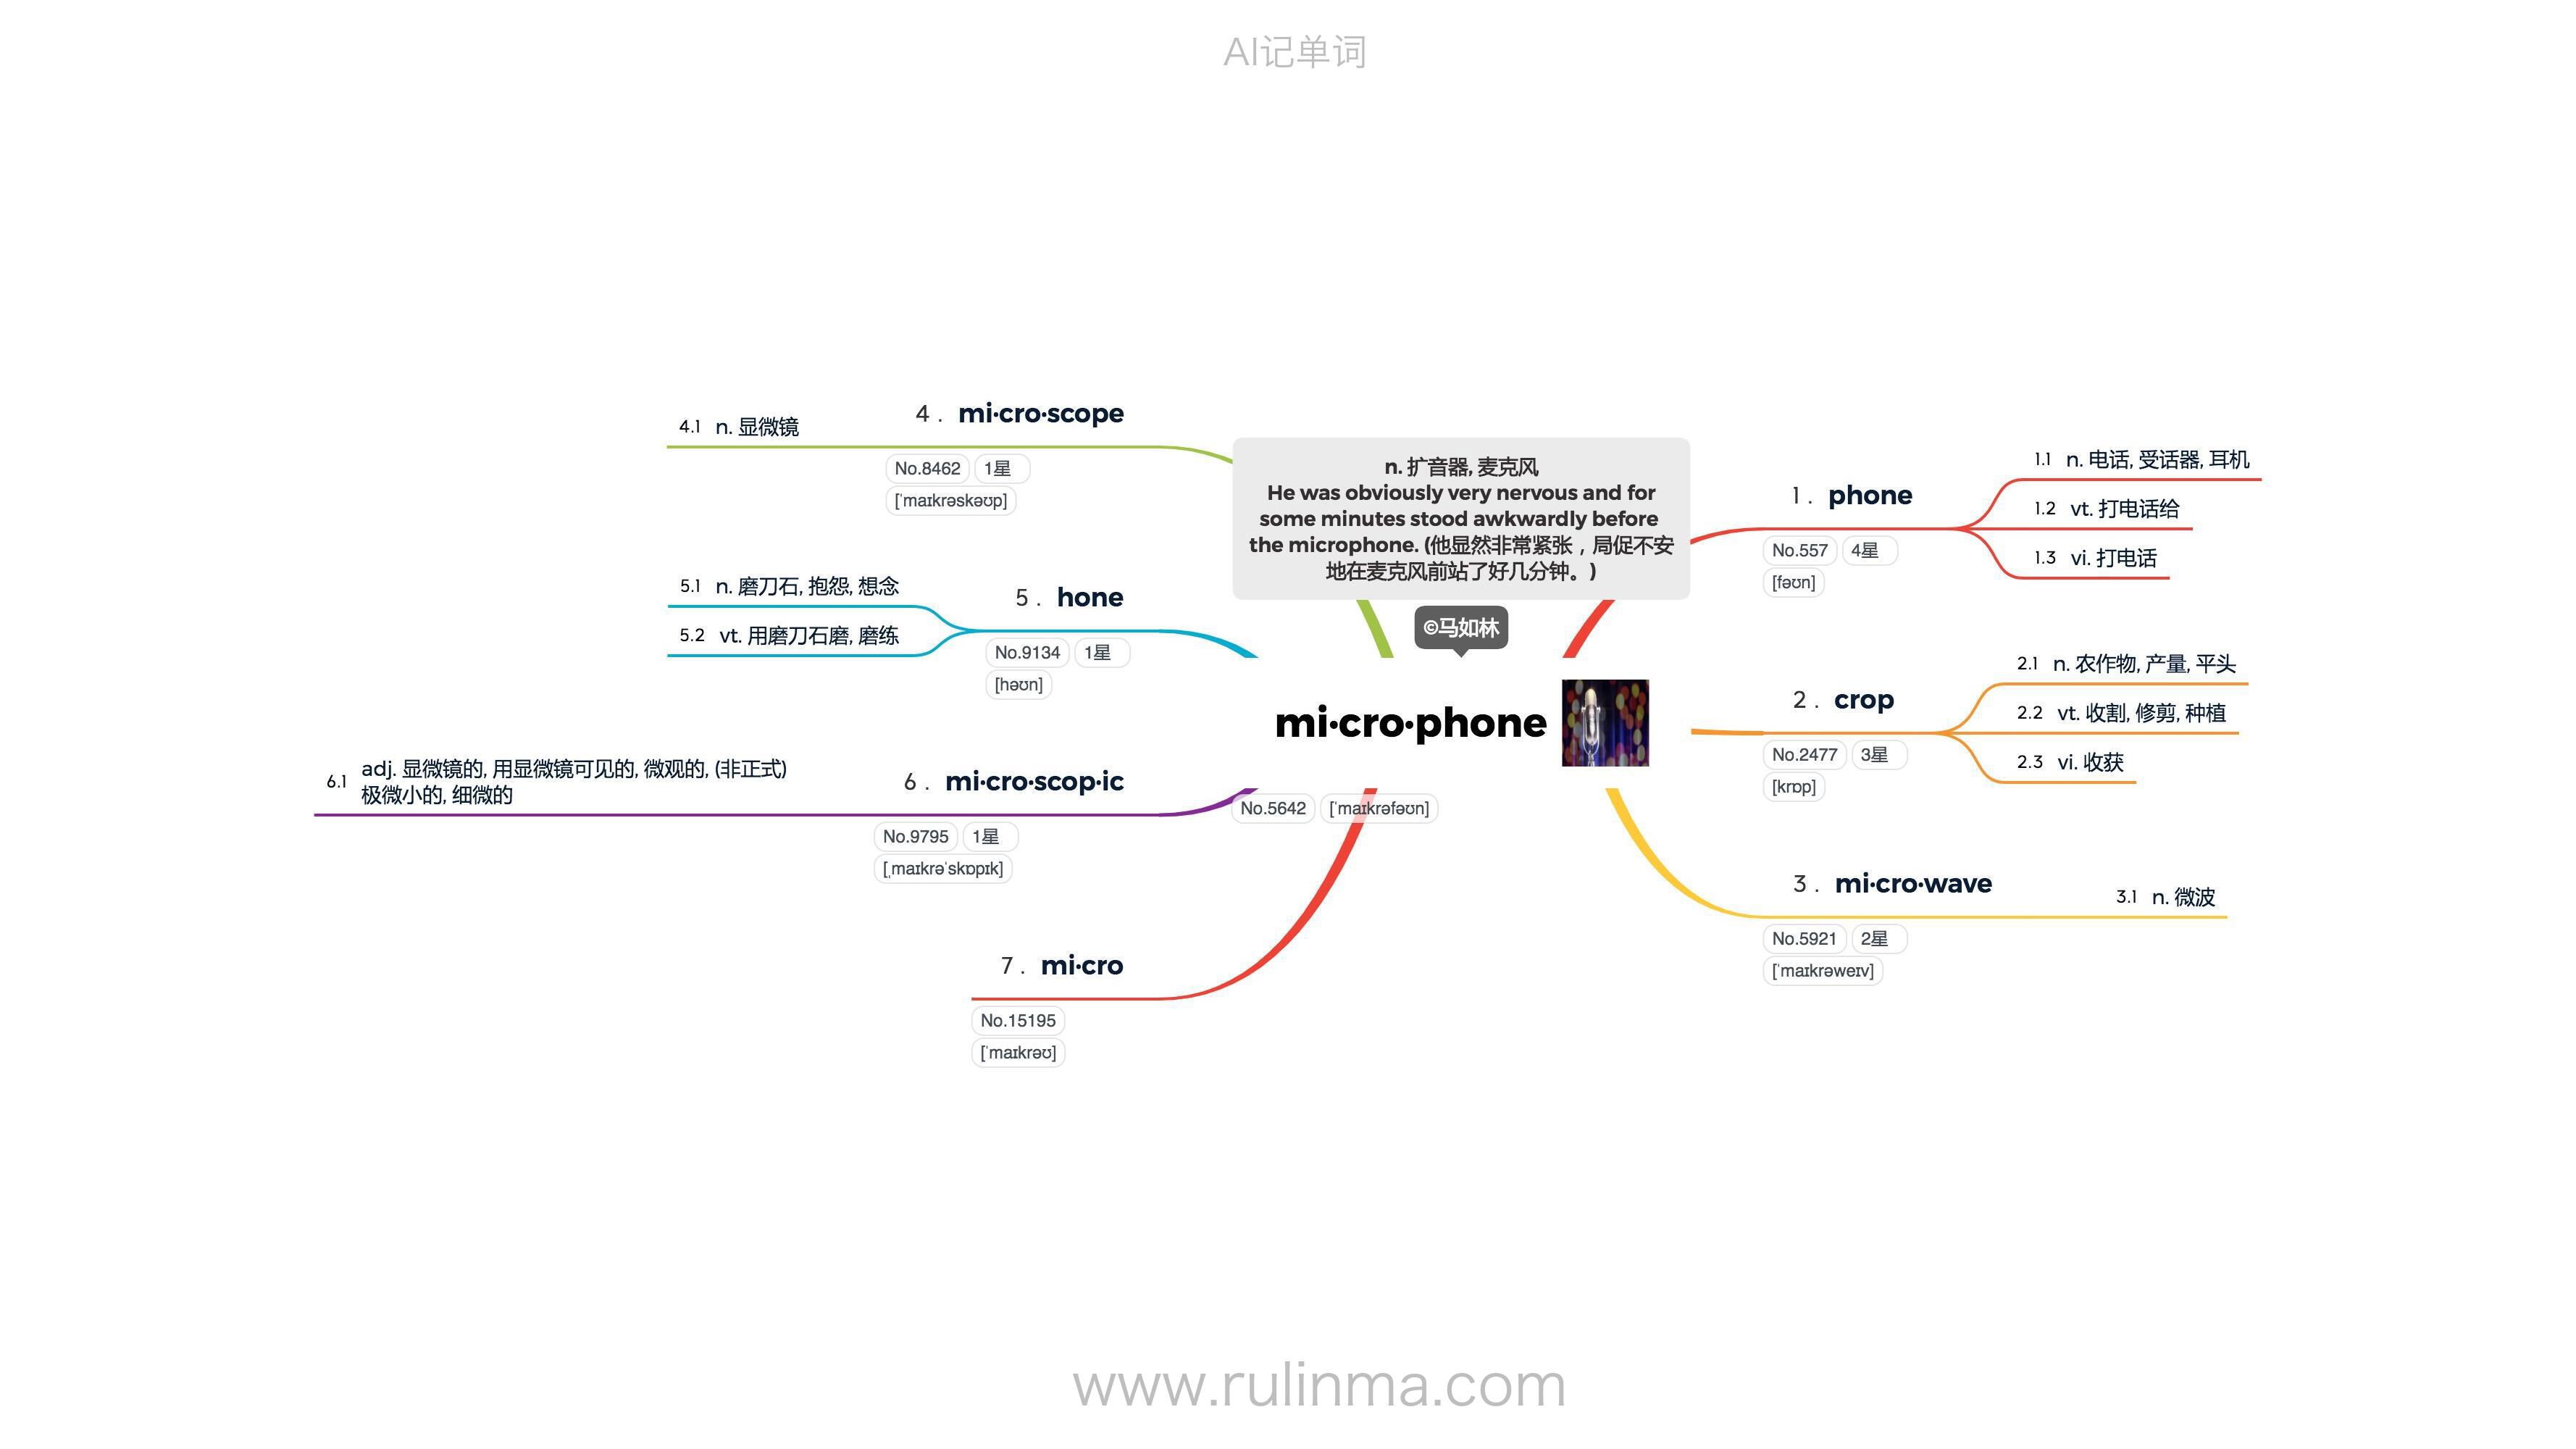 AI记单词
n. 扩音器, 麦克风
He was obviously very nervous and for
some minutes stood awkwardly before
the microphone. (他显然非常紧张，局促不安
地在麦克风前站了好几分钟。)
©马如林
mi·cro·phone
No.5642 [ˈmaɪkrəfəʊn]
1. phone
No.557 4星
[fəʊn]
1.1 n. 电话, 受话器, 耳机
1.2 vt. 打电话给
1.3 vi. 打电话
2. crop
No.2477 3星
[krɒp]
2.1 n. 农作物, 产量, 平头
2.2 vt. 收割, 修剪, 种植
2.3 vi. 收获
3. mi·cro·wave
No.5921 2星
[ˈmaɪkrəweɪv]
3.1 n. 微波
4. mi·cro·scope
No.8462 1星
[ˈmaɪkrəskəʊp]
4.1 n. 显微镜
5. hone
No.9134 1星
[həʊn]
5.1 n. 磨刀石, 抱怨, 想念
5.2 vt. 用磨刀石磨, 磨练
6. mi·cro·scop·ic
No.9795 1星
[ˌmaɪkrəˈskɒpɪk]
6.1 adj. 显微镜的, 用显微镜可见的, 微观的, (非正式)
极微小的, 细微的
7. mi·cro
No.15195
[ˈmaɪkrəʊ]
www.rulinma.com